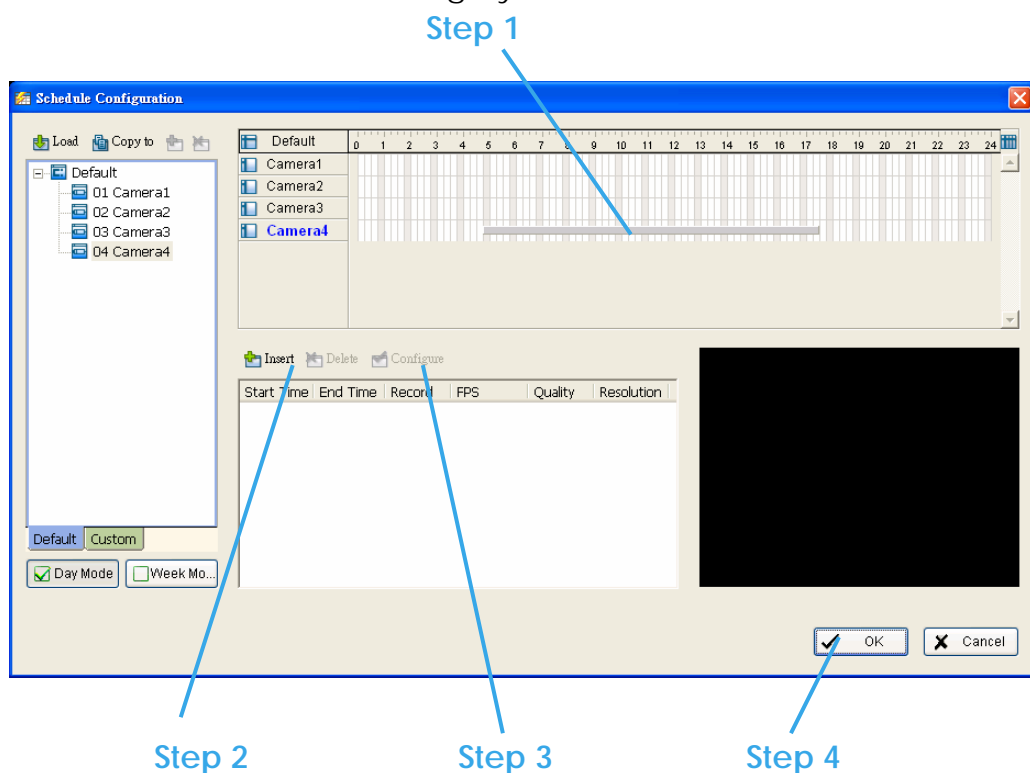 Step 1
Schedule Configuration
Load Copy to
Default
01 Camera1
02 Camera2
03 Camera3
04 Camera4
Default 0 1 2 3 4 5 6 7 8 9 10 11 12 13 14 15 16 17 18 19 20 21 22 23 24
Camera1
Camera2
Camera3
Camera4
Insert Delete Configure
Start Time End Time Record FPS Quality Resolution
Default Custom
Day Mode Week Mo...
OK Cancel
Step 2 Step 3 Step 4